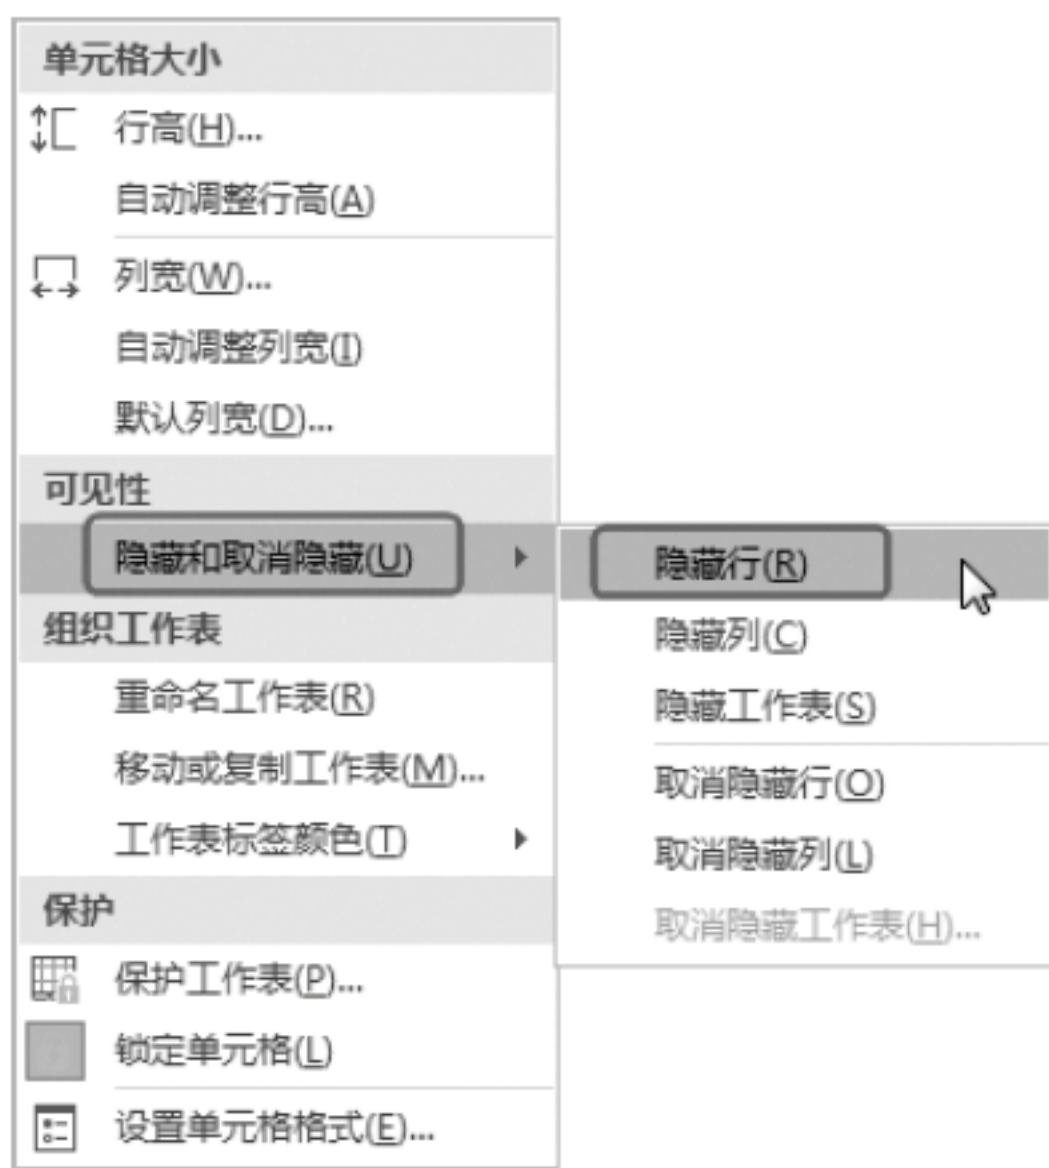 单元格大小
行高(H)...
自动调整行高(A)
列宽(W)...
自动调整列宽(I)
默认列宽(D)...
可见性
隐藏和取消隐藏(U)
组织工作表
重命名工作表(R)
移动或复制工作表(M)...
工作表标签颜色(T)
保护
保护工作表(P)...
锁定单元格(L)
设置单元格格式(E)...
隐藏行(R)
隐藏列(C)
隐藏工作表(S)
取消隐藏行(O)
取消隐藏列(L)
取消隐藏工作表(H)...